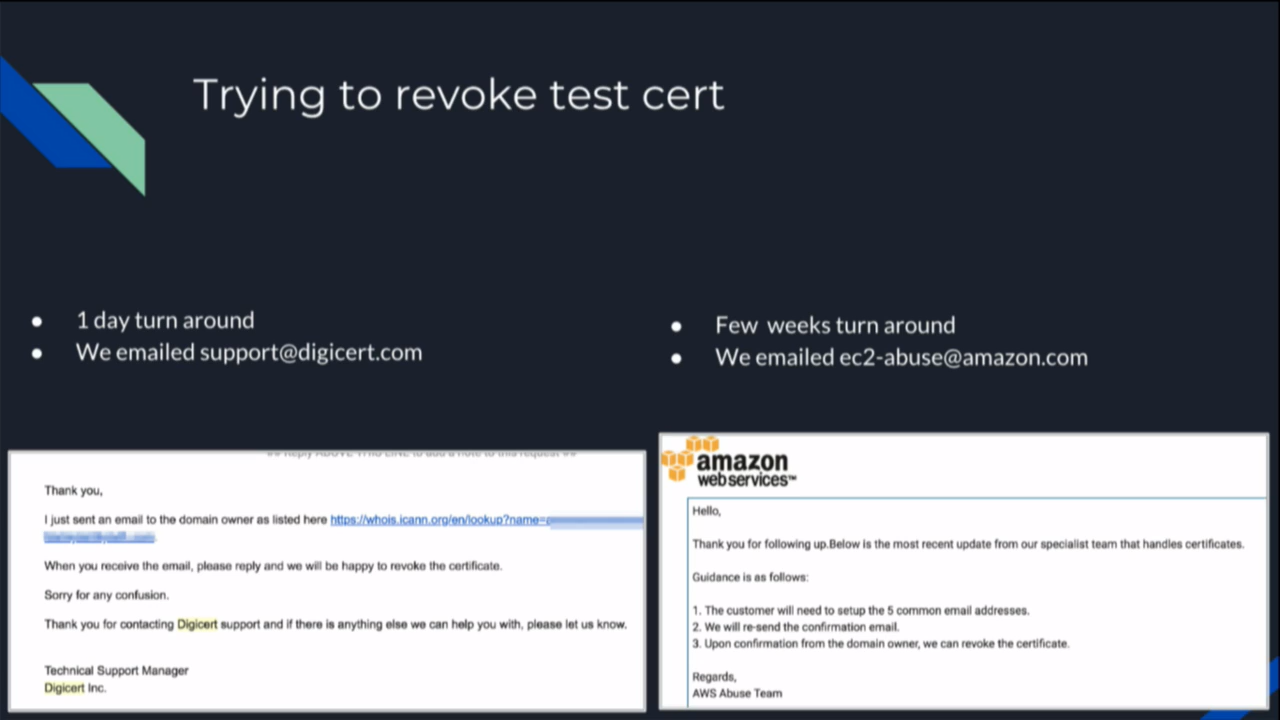 Trying to revoke test cert
● 1 day turn around
● We emailed support@digicert.com
● Few weeks turn around
● We emailed ec2-abuse@amazon.com
Thank you,
I just sent an email to the domain owner as listed here https://whois.icann.org/en/lookup?name=
When you receive the email, please reply and we will be happy to revoke the certificate.
Sorry for any confusion.
Thank you for contacting Digicert support and if there is anything else we can help you with, please let us know.
Technical Support Manager
Digicert Inc.
amazon
webservices™
Hello,
Thank you for following up.Below is the most recent update from our specialist team that handles certificates.
Guidance is as follows:
1. The customer will need to setup the 5 common email addresses.
2. We will re-send the confirmation email.
3. Upon confirmation from the domain owner, we can revoke the certificate.
Regards,
AWS Abuse Team